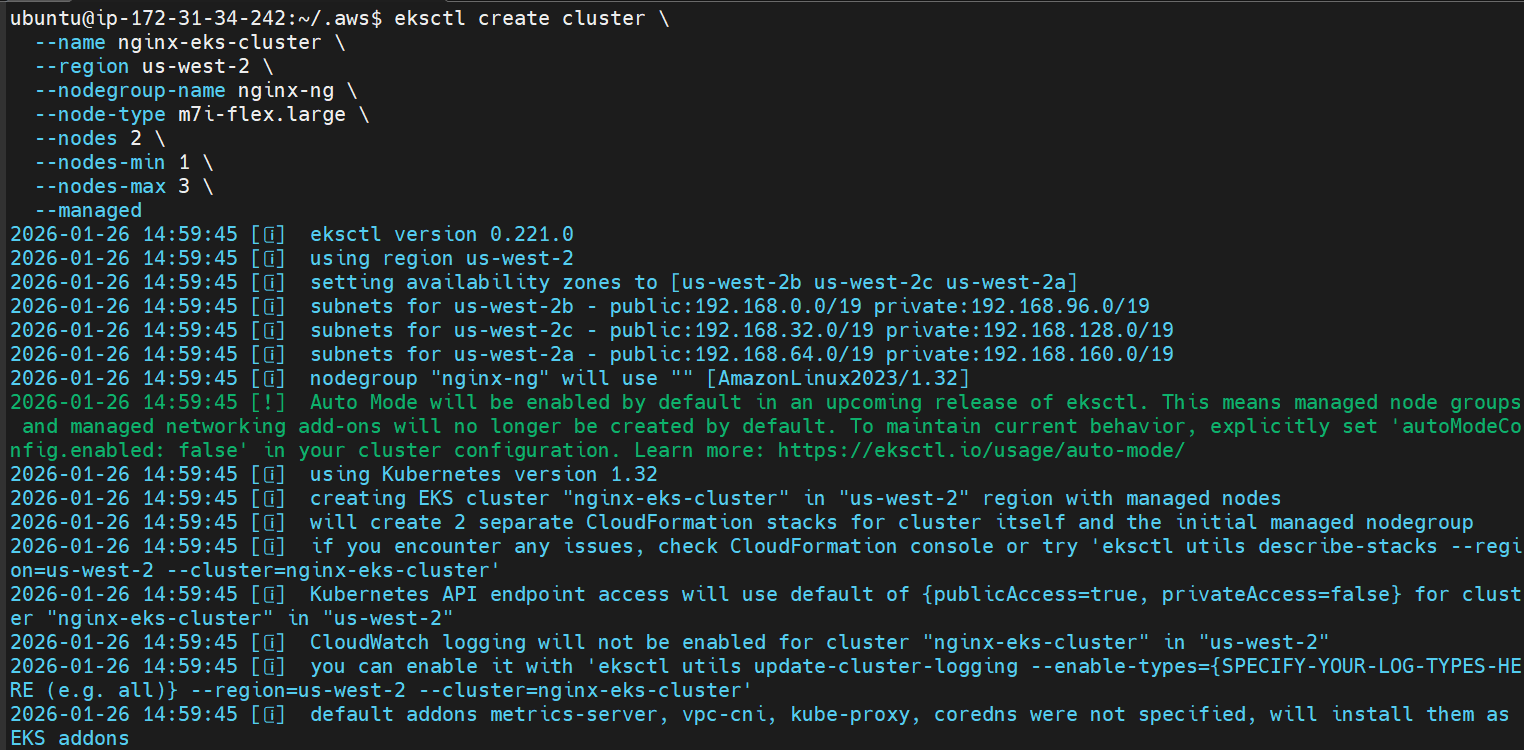 ubuntu@ip-172-31-34-242:~/.aws$ eksctl create cluster \
  --name nginx-eks-cluster \
  --region us-west-2 \
  --nodegroup-name nginx-ng \
  --node-type m7i-flex.large \
  --nodes 2 \
  --nodes-min 1 \
  --nodes-max 3 \
  --managed
2026-01-26 14:59:45 [ℹ]  eksctl version 0.221.0
2026-01-26 14:59:45 [ℹ]  using region us-west-2
2026-01-26 14:59:45 [ℹ]  setting availability zones to [us-west-2b us-west-2c us-west-2a]
2026-01-26 14:59:45 [ℹ]  subnets for us-west-2b - public:192.168.0.0/19 private:192.168.96.0/19
2026-01-26 14:59:45 [ℹ]  subnets for us-west-2c - public:192.168.32.0/19 private:192.168.128.0/19
2026-01-26 14:59:45 [ℹ]  subnets for us-west-2a - public:192.168.64.0/19 private:192.168.160.0/19
2026-01-26 14:59:45 [ℹ]  nodegroup "nginx-ng" will use "" [AmazonLinux2023/1.32]
2026-01-26 14:59:45 [!]  Auto Mode will be enabled by default in an upcoming release of eksctl. This means managed node groups
 and managed networking add-ons will no longer be created by default. To maintain current behavior, explicitly set 'autoModeCo
nfig.enabled: false' in your cluster configuration. Learn more: https://eksctl.io/usage/auto-mode/
2026-01-26 14:59:45 [ℹ]  using Kubernetes version 1.32
2026-01-26 14:59:45 [ℹ]  creating EKS cluster "nginx-eks-cluster" in "us-west-2" region with managed nodes
2026-01-26 14:59:45 [ℹ]  will create 2 separate CloudFormation stacks for cluster itself and the initial managed nodegroup
2026-01-26 14:59:45 [ℹ]  if you encounter any issues, check CloudFormation console or try 'eksctl utils describe-stacks --regi
on=us-west-2 --cluster=nginx-eks-cluster'
2026-01-26 14:59:45 [ℹ]  Kubernetes API endpoint access will use default of {publicAccess=true, privateAccess=false} for clust
er "nginx-eks-cluster" in "us-west-2"
2026-01-26 14:59:45 [ℹ]  CloudWatch logging will not be enabled for cluster "nginx-eks-cluster" in "us-west-2"
2026-01-26 14:59:45 [ℹ]  you can enable it with 'eksctl utils update-cluster-logging --enable-types={SPECIFY-YOUR-LOG-TYPES-HE
RE (e.g. all)} --region=us-west-2 --cluster=nginx-eks-cluster'
2026-01-26 14:59:45 [ℹ]  default addons metrics-server, vpc-cni, kube-proxy, coredns were not specified, will install them as
EKS addons